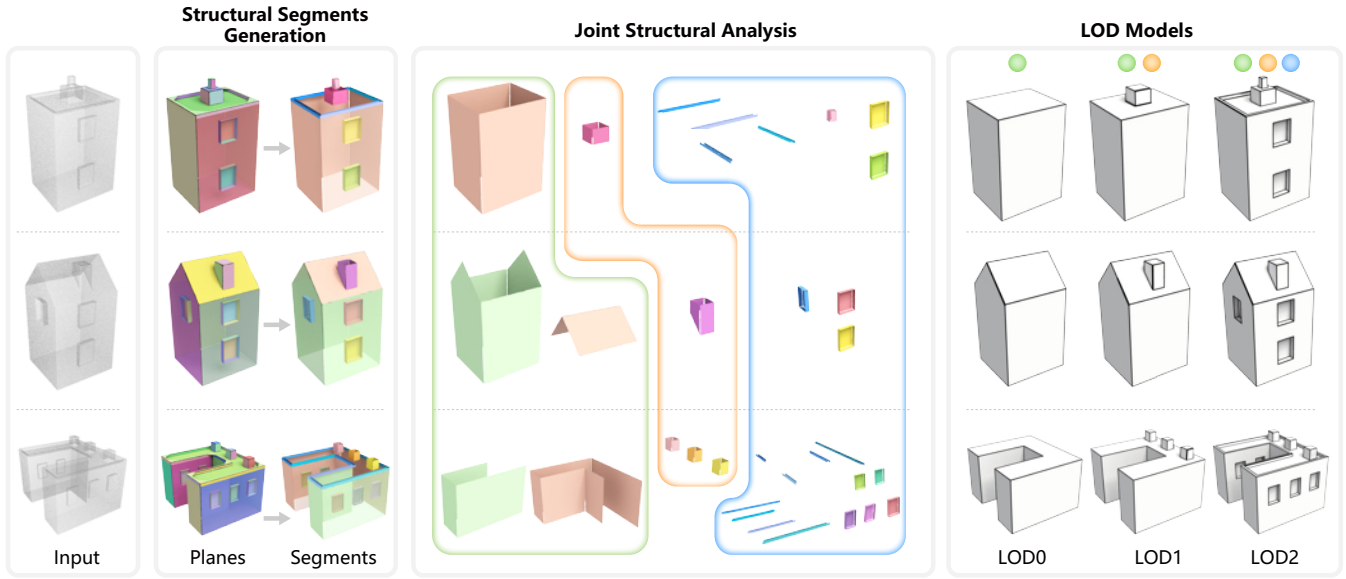 Structural Segments
Generation
Joint Structural Analysis
LOD Models
Input
Planes
Segments
LOD0
LOD1
LOD2